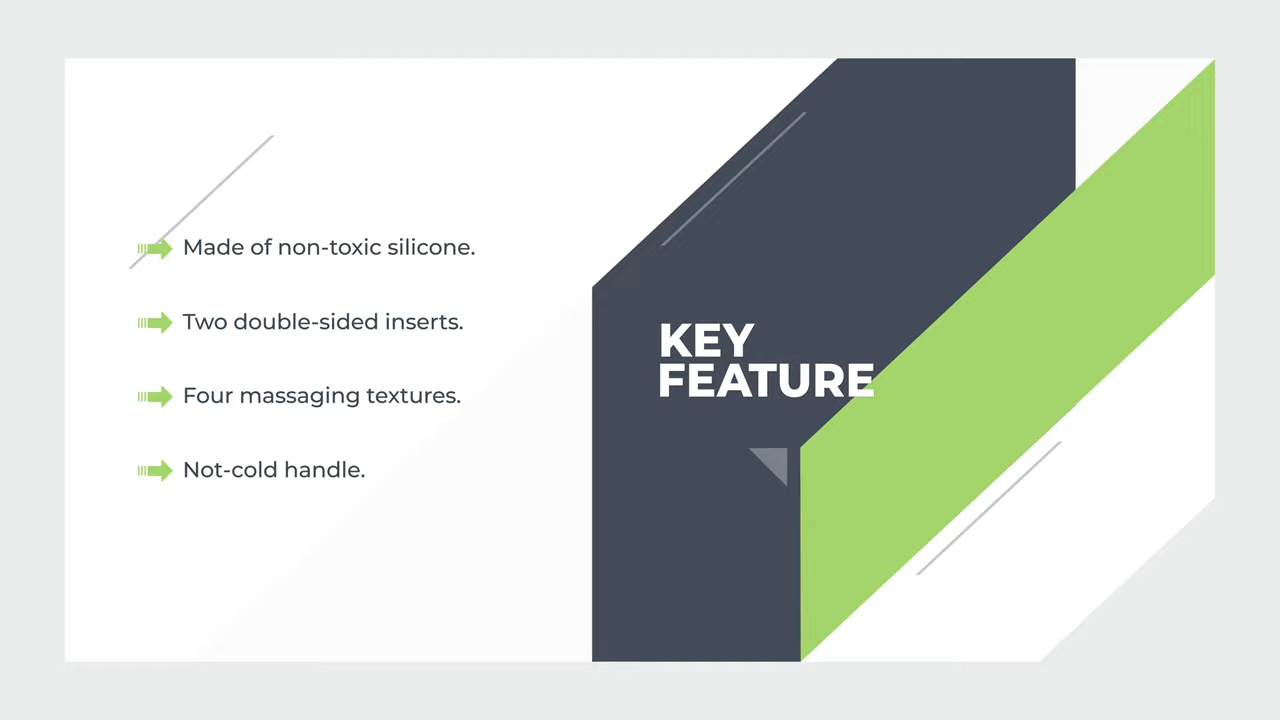 Made of non-toxic silicone.
Two double-sided inserts.
Four massaging textures.
Not-cold handle.
KEY
FEATURE